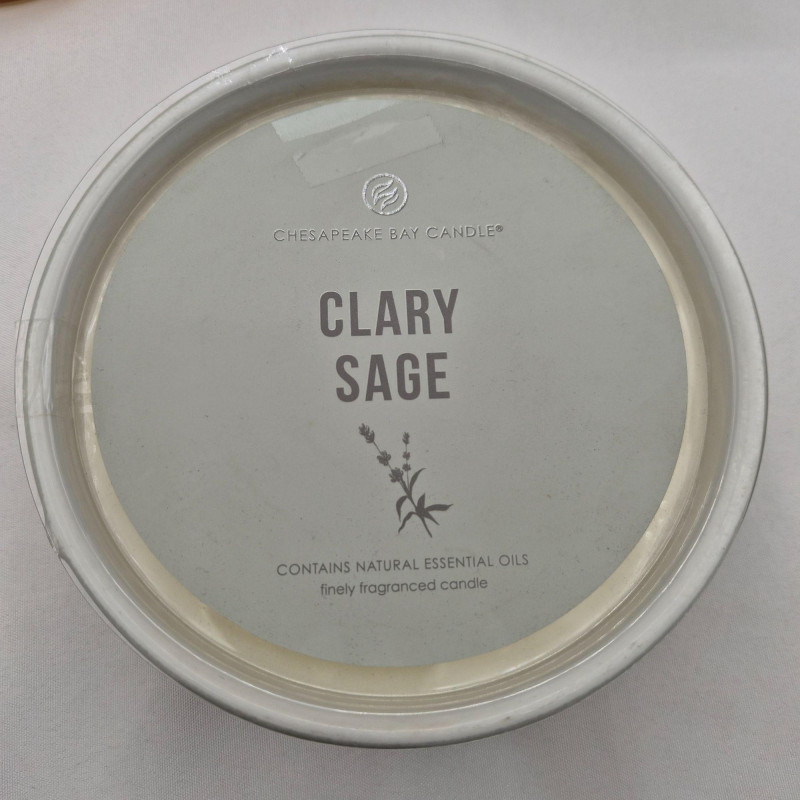 CHESAPEAKE BAY CANDLE®
CLARY
SAGE
CONTAINS NATURAL ESSENTIAL OILS
finely fragranced candle